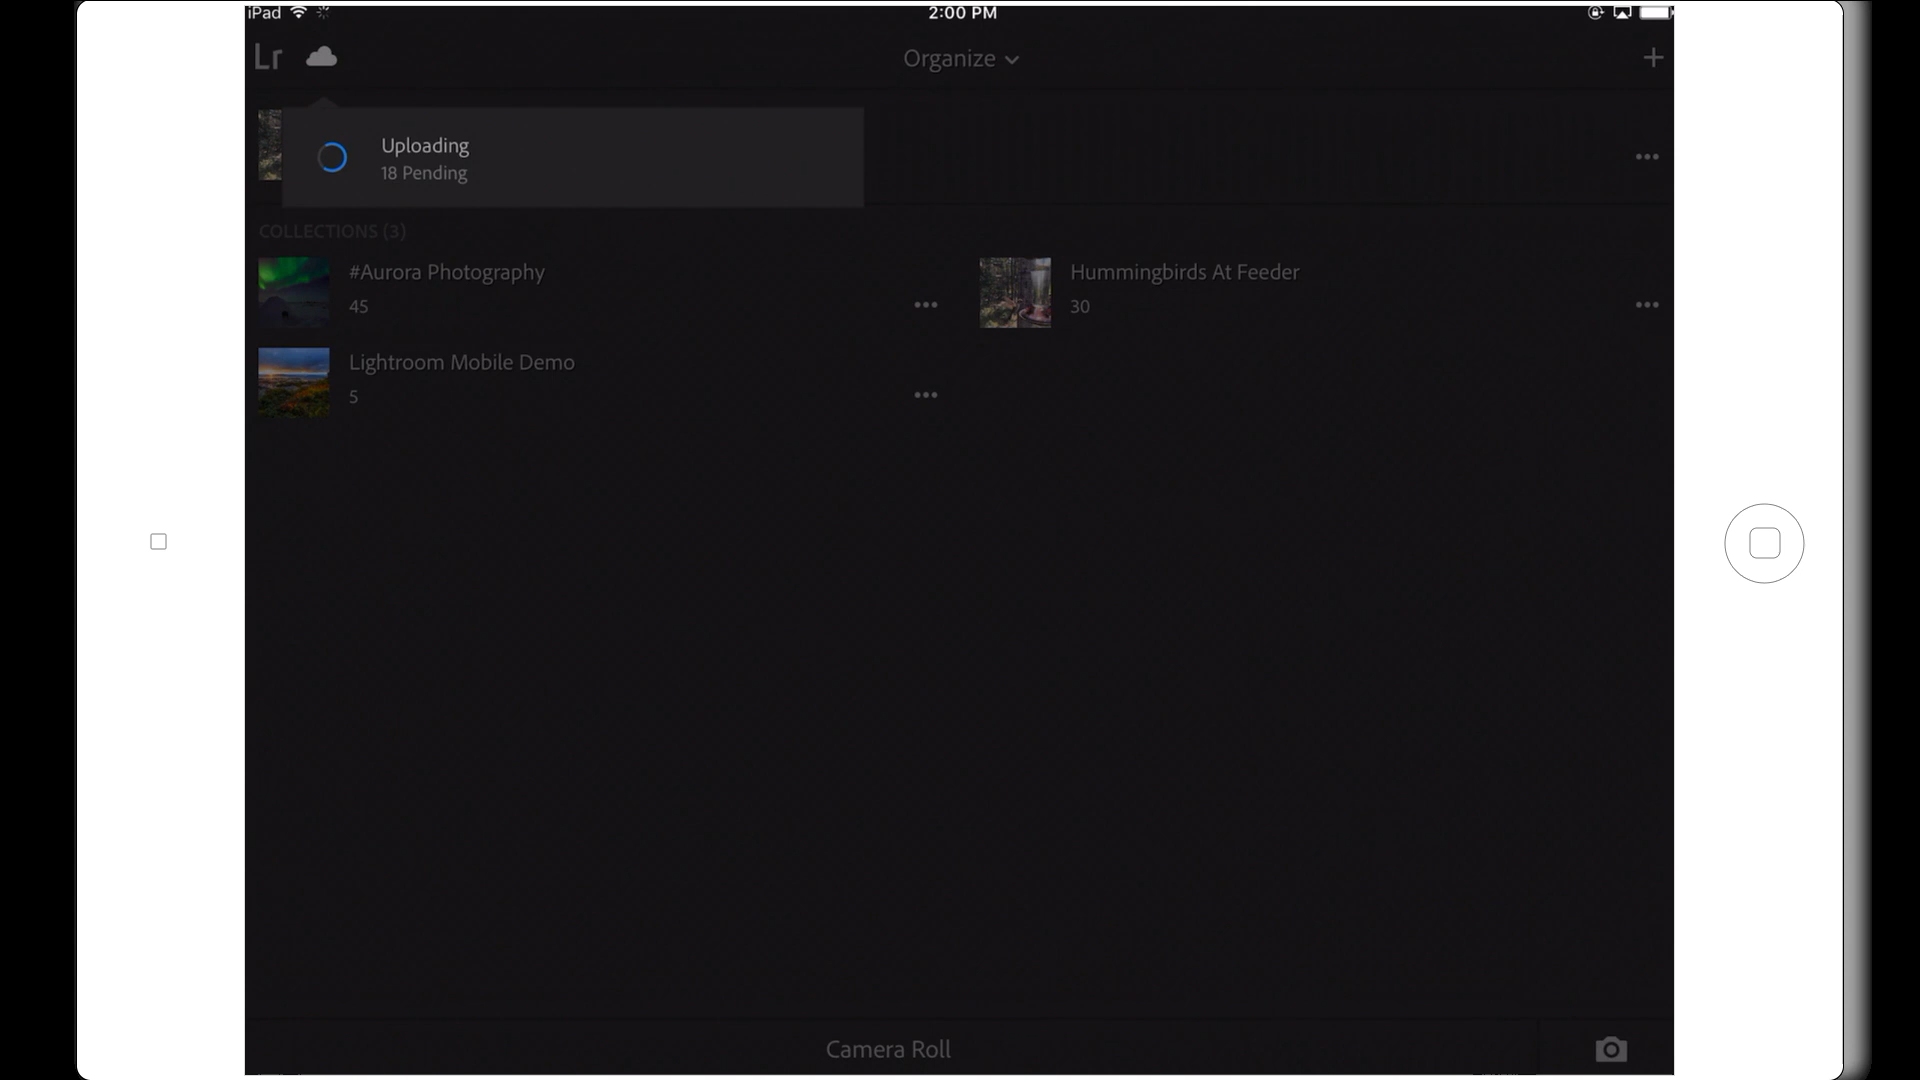 iPad
2:00 PM
Lr
Organize
Uploading
18 Pending
COLLECTIONS (3)
#Aurora Photography
45
Hummingbirds At Feeder
30
Lightroom Mobile Demo
5
Camera Roll